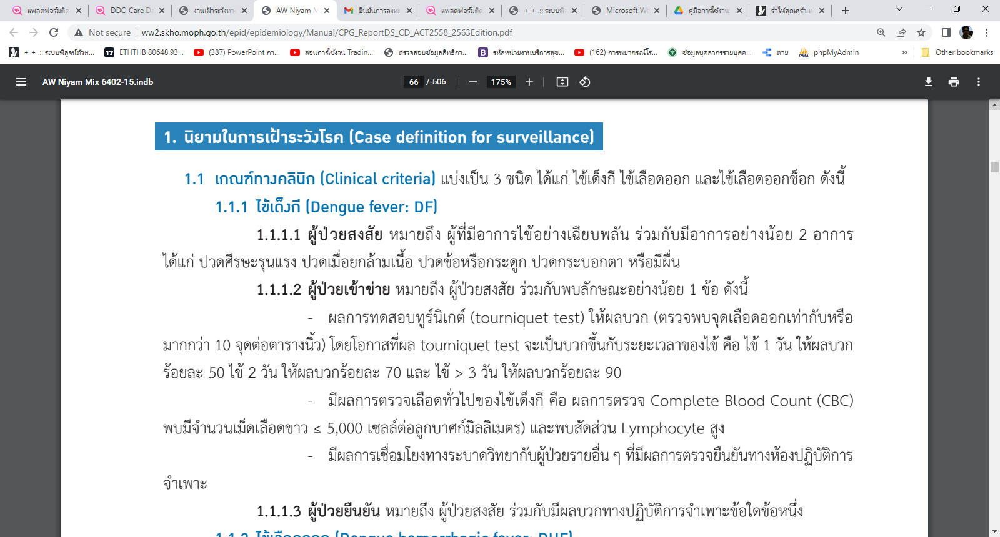 แพลตฟอร์มติด
DDC-Care Da
งานเฝ้าระวังทาง
AW Niyam M
ยืนยันการลงทะ
แพลตฟอร์มติด
+ + .:: ระบบพิ
Microsoft Wo
คู่มือการใช้งาน
ร่ำไห้สุดเศร้า
Not secure ww2.skho.moph.go.th/epid/epidemiology/Manual/CPG_ReportDS_CD_ACT2558_2563Edition.pdf
+ + .:: ระบบพิสูจน์ตัวต...
ETHTHB 80648.93...
(387) PowerPoint กา...
สอนการใช้งาน Tradin...
ตรวจสอบข้อมูลสิทธิกา...
รหัสหน่วยงานบริการสุข...
(162) การพยากรณ์โร...
ข้อมูลบุคลากรรายบุคค...
ตาย
phpMyAdmin
»
Other bookmarks
AW Niyam Mix 6402-15.indb
66 / 506
175%
1. นิยามในการเฝ้าระวังโรค (Case definition for surveillance)
1.1 เกณฑ์ทางคลินิก (Clinical criteria) แบ่งเป็น 3 ชนิด ได้แก่ ไข้เด็งกี ไข้เลือดออก และไข้เลือดออกช็อก ดังนี้
1.1.1 ไข้เด็งกี (Dengue fever: DF)
1.1.1.1 ผู้ป่วยสงสัย หมายถึง ผู้ที่มีอาการไข้อย่างเฉียบพลัน ร่วมกับมีอาการอย่างน้อย 2 อาการ
ได้แก่ ปวดศีรษะรุนแรง ปวดเมื่อยกล้ามเนื้อ ปวดข้อหรือกระดูก ปวดกระบอกตา หรือมีผื่น
1.1.1.2 ผู้ป่วยเข้าข่าย หมายถึง ผู้ป่วยสงสัย ร่วมกับพบลักษณะอย่างน้อย 1 ข้อ ดังนี้
- ผลการทดสอบทูร์นิเกต์ (tourniquet test) ให้ผลบวก (ตรวจพบจุดเลือดออกเท่ากับหรือ
มากกว่า 10 จุดต่อตารางนิ้ว) โดยโอกาสที่ผล tourniquet test จะเป็นบวกขึ้นกับระยะเวลาของไข้ คือ ไข้ 1 วัน ให้ผลบวก
ร้อยละ 50 ไข้ 2 วัน ให้ผลบวกร้อยละ 70 และ ไข้ > 3 วัน ให้ผลบวกร้อยละ 90
- มีผลการตรวจเลือดทั่วไปของไข้เด็งกี คือ ผลการตรวจ Complete Blood Count (CBC)
พบมีจำนวนเม็ดเลือดขาว ≤ 5,000 เซลล์ต่อลูกบาศก์มิลลิเมตร) และพบสัดส่วน Lymphocyte สูง
- มีผลการเชื่อมโยงทางระบาดวิทยากับผู้ป่วยรายอื่น ๆ ที่มีผลการตรวจยืนยันทางห้องปฏิบัติการ
จำเพาะ
1.1.1.3 ผู้ป่วยยืนยัน หมายถึง ผู้ป่วยสงสัย ร่วมกับมีผลบวกทางปฏิบัติการจำเพาะข้อใดข้อหนึ่ง
1.1.2 ไข้เลือดออก (Dengue hemorrhagic fever: DHF)